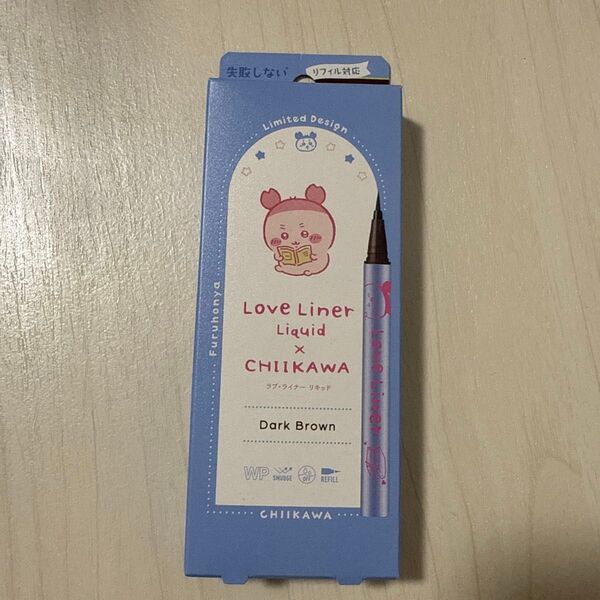 失敗しない
リフィル対応
Limited Design
Furuhonya
Love Liner
Liquid
×
CHIIKAWA
ラブ・ライナー リキッド
Dark Brown
WP
SMUDGE
OFF
REFILL
CHIIKAWA
Love Liner